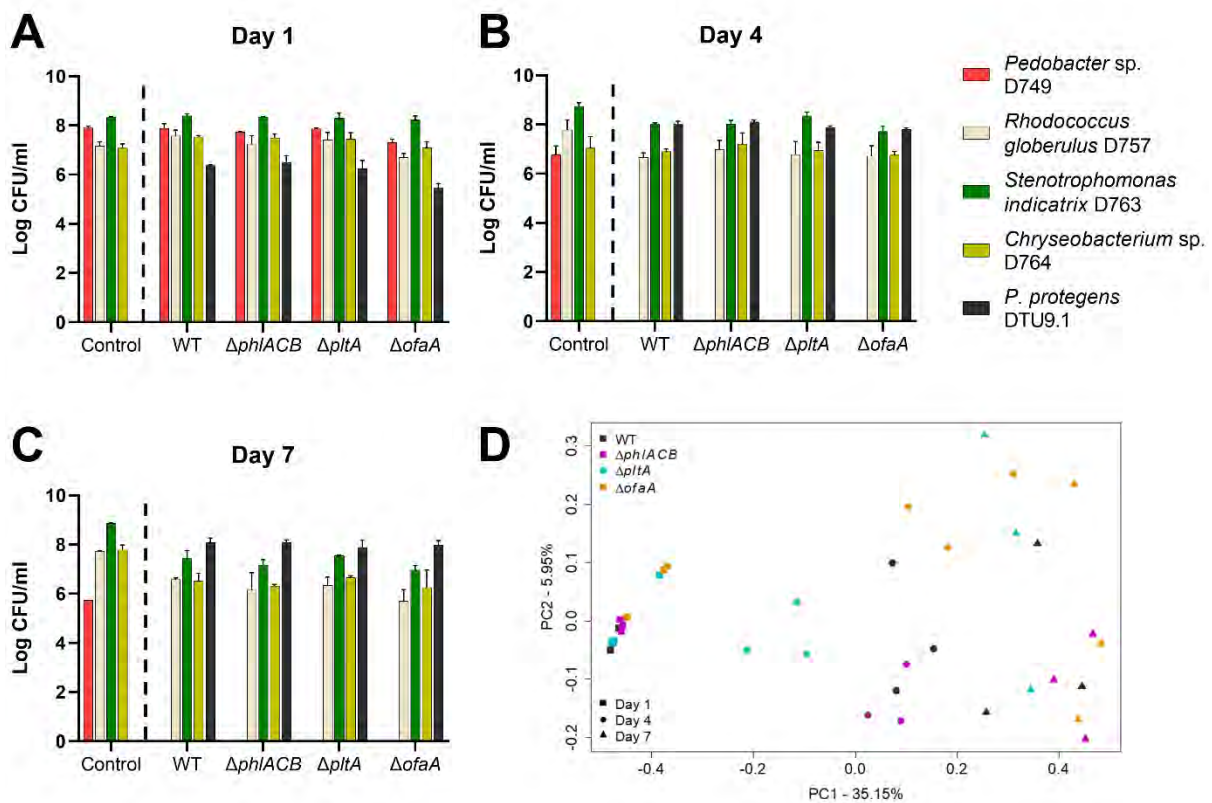 A
Day 1
Log CFU/ml
10
8
6
4
2
0
Control
WT
ΔphlACB
ΔpltA
ΔofaA
B
Day 4
Log CFU/ml
10
8
6
4
2
0
Control
WT
ΔphlACB
ΔpltA
ΔofaA
Pedobacter sp.
D749
Rhodococcus
globerulus D757
Stenotrophomonas
indicatrix D763
Chryseobacterium sp.
D764
P. protegens
DTU9.1
C
Day 7
Log CFU/ml
10
8
6
4
2
0
Control
WT
ΔphlACB
ΔpltA
ΔofaA
D
WT
ΔphlACB
ΔpltA
ΔofaA
Day 1
Day 4
Day 7
PC2 - 5.95%
0.3
0.2
0.1
0.0
-0.1
-0.2
-0.4
-0.2
0.0
0.2
0.4
PC1 - 35.15%